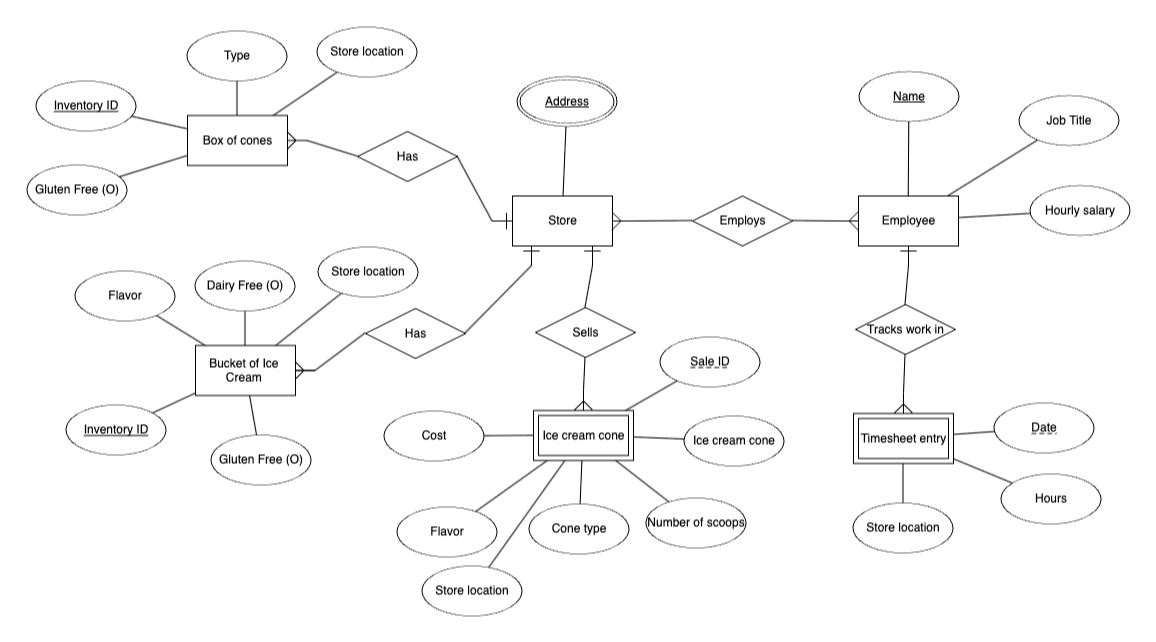 Type
Store location
Inventory ID
Box of cones
Gluten Free (O)
Has
Address
Store
Employs
Name
Job Title
Employee
Hourly salary
Store location
Dairy Free (O)
Flavor
Bucket of Ice
Cream
Inventory ID
Gluten Free (O)
Has
Sells
Tracks work in
Sale ID
Cost
Ice cream cone
Ice cream cone
Flavor
Cone type
Number of scoops
Store location
Timesheet entry
Date
Hours
Store location